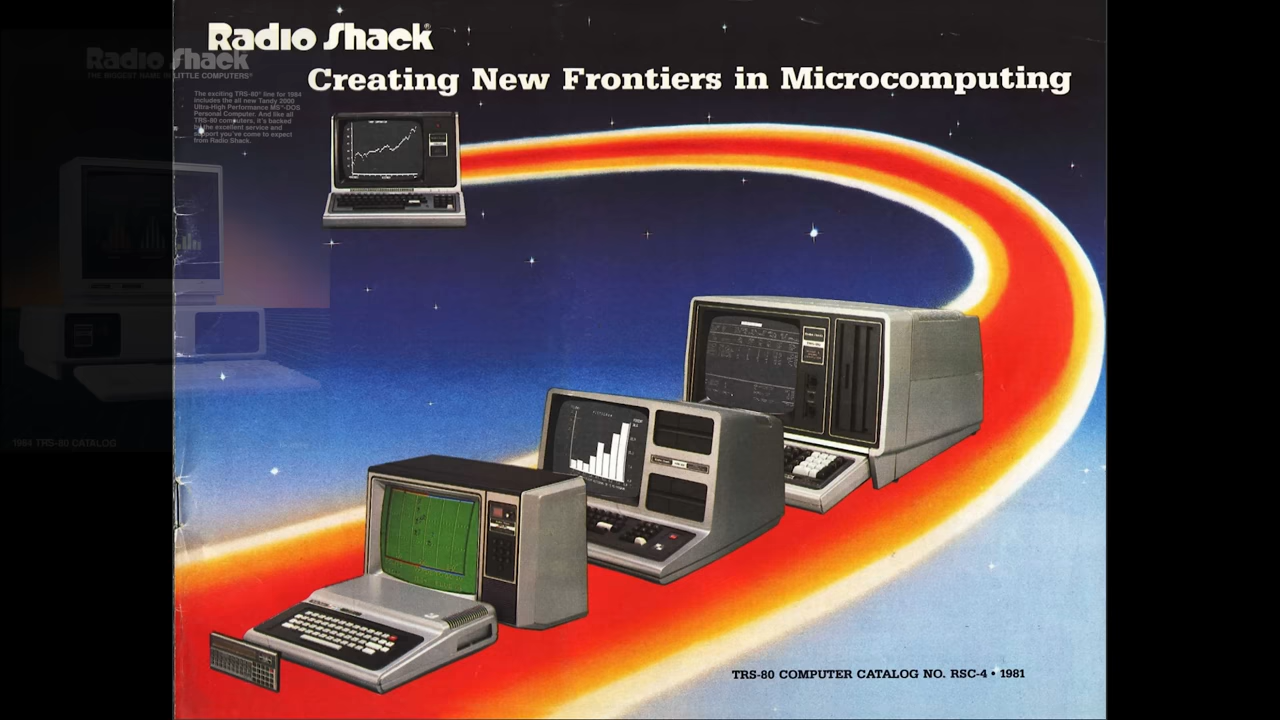 Radio Shack®
Creating New Frontiers in Microcomputing
TRS-80 COMPUTER CATALOG NO. RSC-4 • 1981
Radio Shack
THE BIGGEST NAME IN LITTLE COMPUTERS®
The exciting TRS-80® line for 1984
includes the all new Tandy 2000
Ultra-High Performance MS™-DOS
Personal Computer. And like all
TRS-80 computers, it's backed
by the excellent service and
support you've come to expect
from Radio Shack.
1984 TRS-80 CATALOG